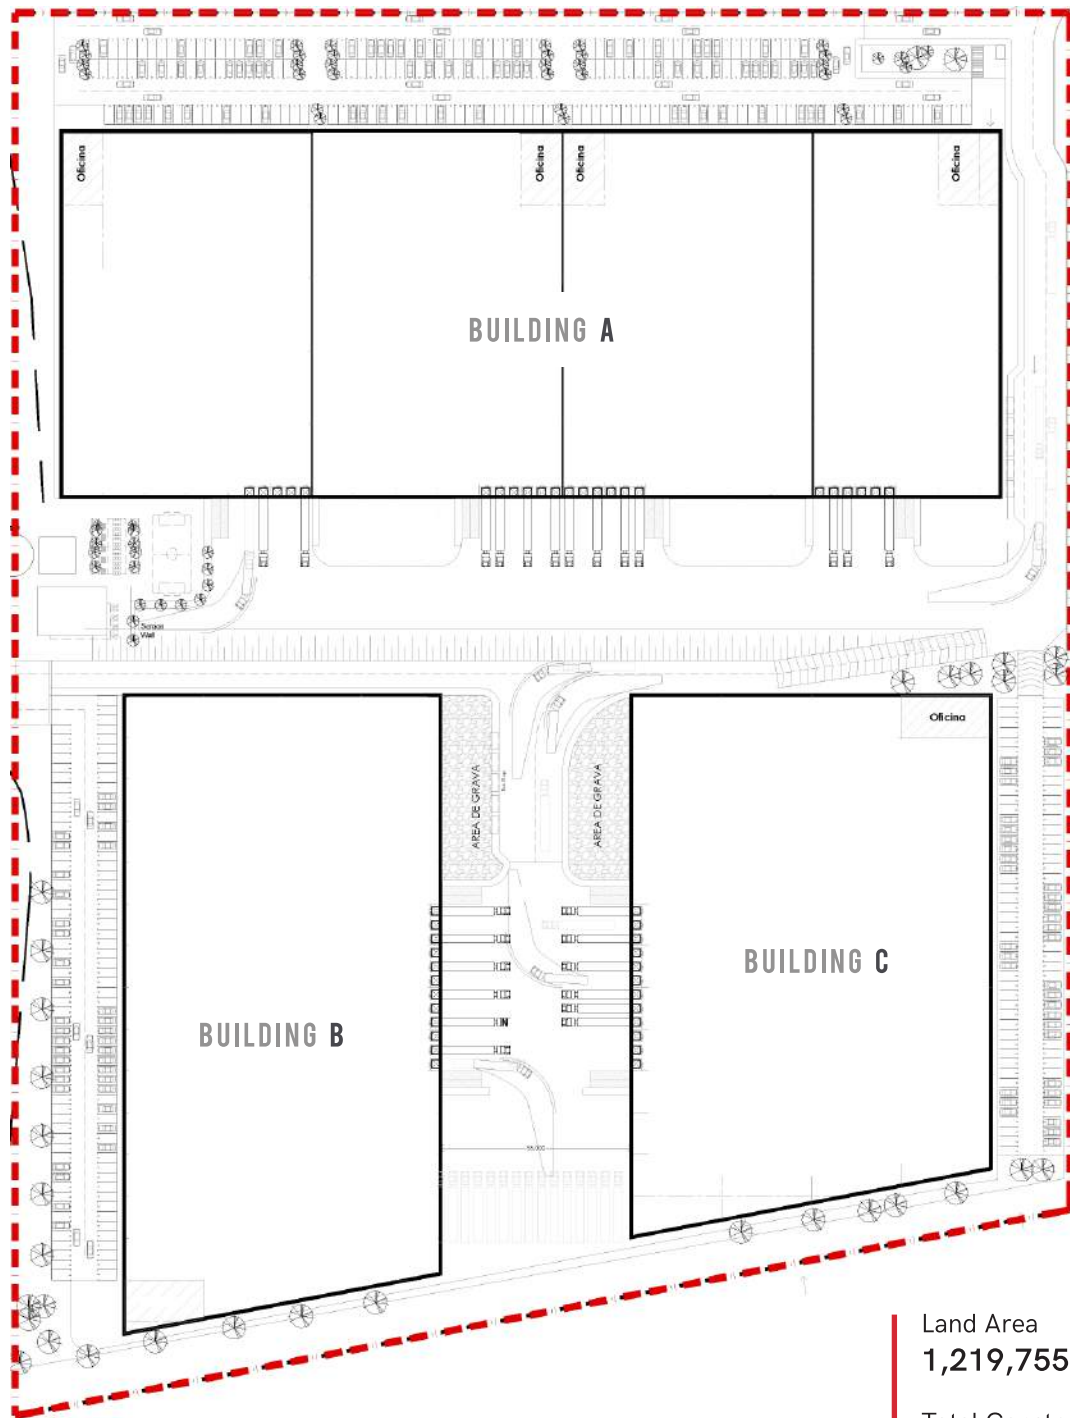 Oficina
Oficina
Oficina
Oficina
BUILDING A
Wall
Oficina
AREA DE GRAVA
AREA DE GRAVA
BUILDING C
BUILDING B
Land Area
1,219,755